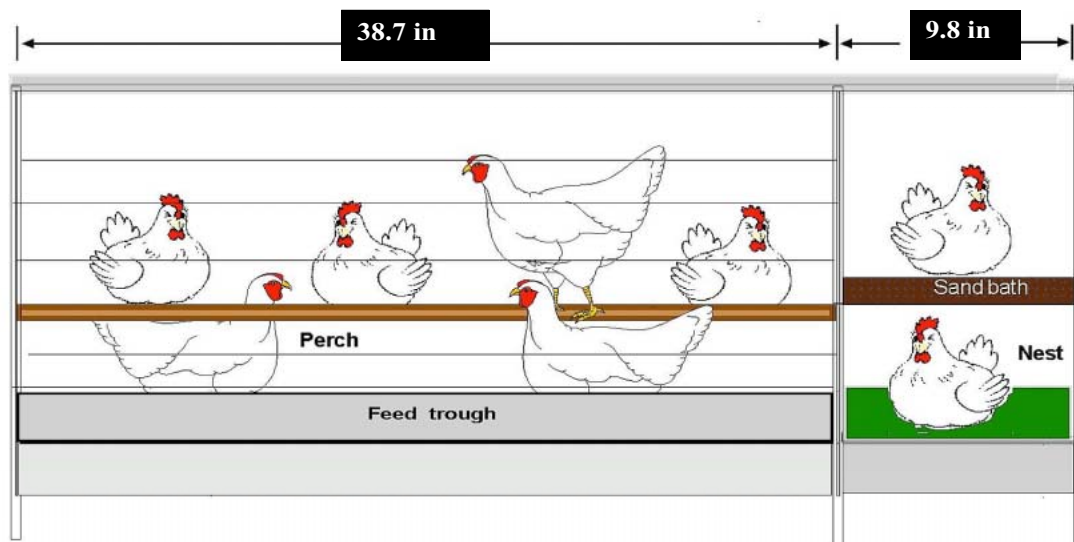 38.7 in
9.8 in
Sand bath
Perch
Nest
Feed trough